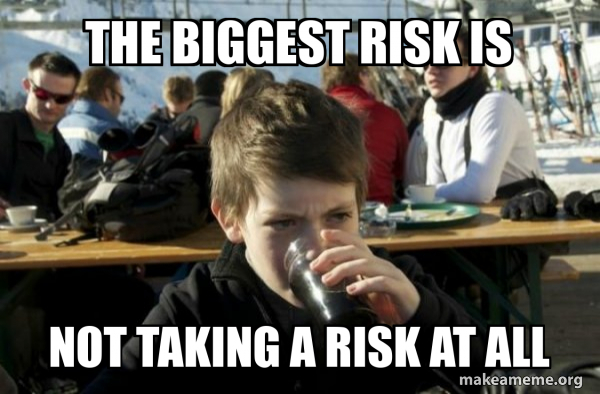 THE BIGGEST RISK IS
NOT TAKING A RISK AT ALL
makeameme.org